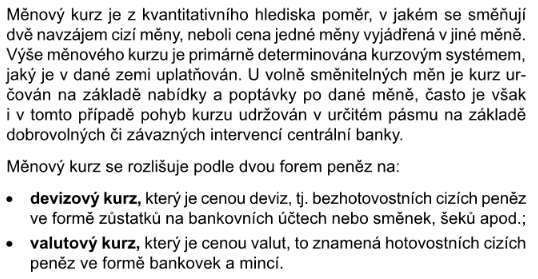 Měnový kurz je z kvantitativního hlediska poměr, v jakém se směňují
dvě navzájem cizí měny, neboli cena jedné měny vyjádřená v jiné měně.
Výše měnového kurzu je primárně determinována kurzovým systémem,
jaký je v dané zemi uplatňován. U volně směnitelných měn je kurz ur-
čován na základě nabídky a poptávky po dané měně, často je však
i v tomto případě pohyb kurzu udržován v určitém pásmu na základě
dobrovolných či závazných intervencí centrální banky.
Měnový kurz se rozlišuje podle dvou forem peněz na:
• devizový kurz, který je cenou deviz, tj. bezhotovostních cizích peněz
ve formě zůstatků na bankovních účtech nebo směnek, šeků apod.;
• valutový kurz, který je cenou valut, to znamená hotovostních cizích
peněz ve formě bankovek a mincí.